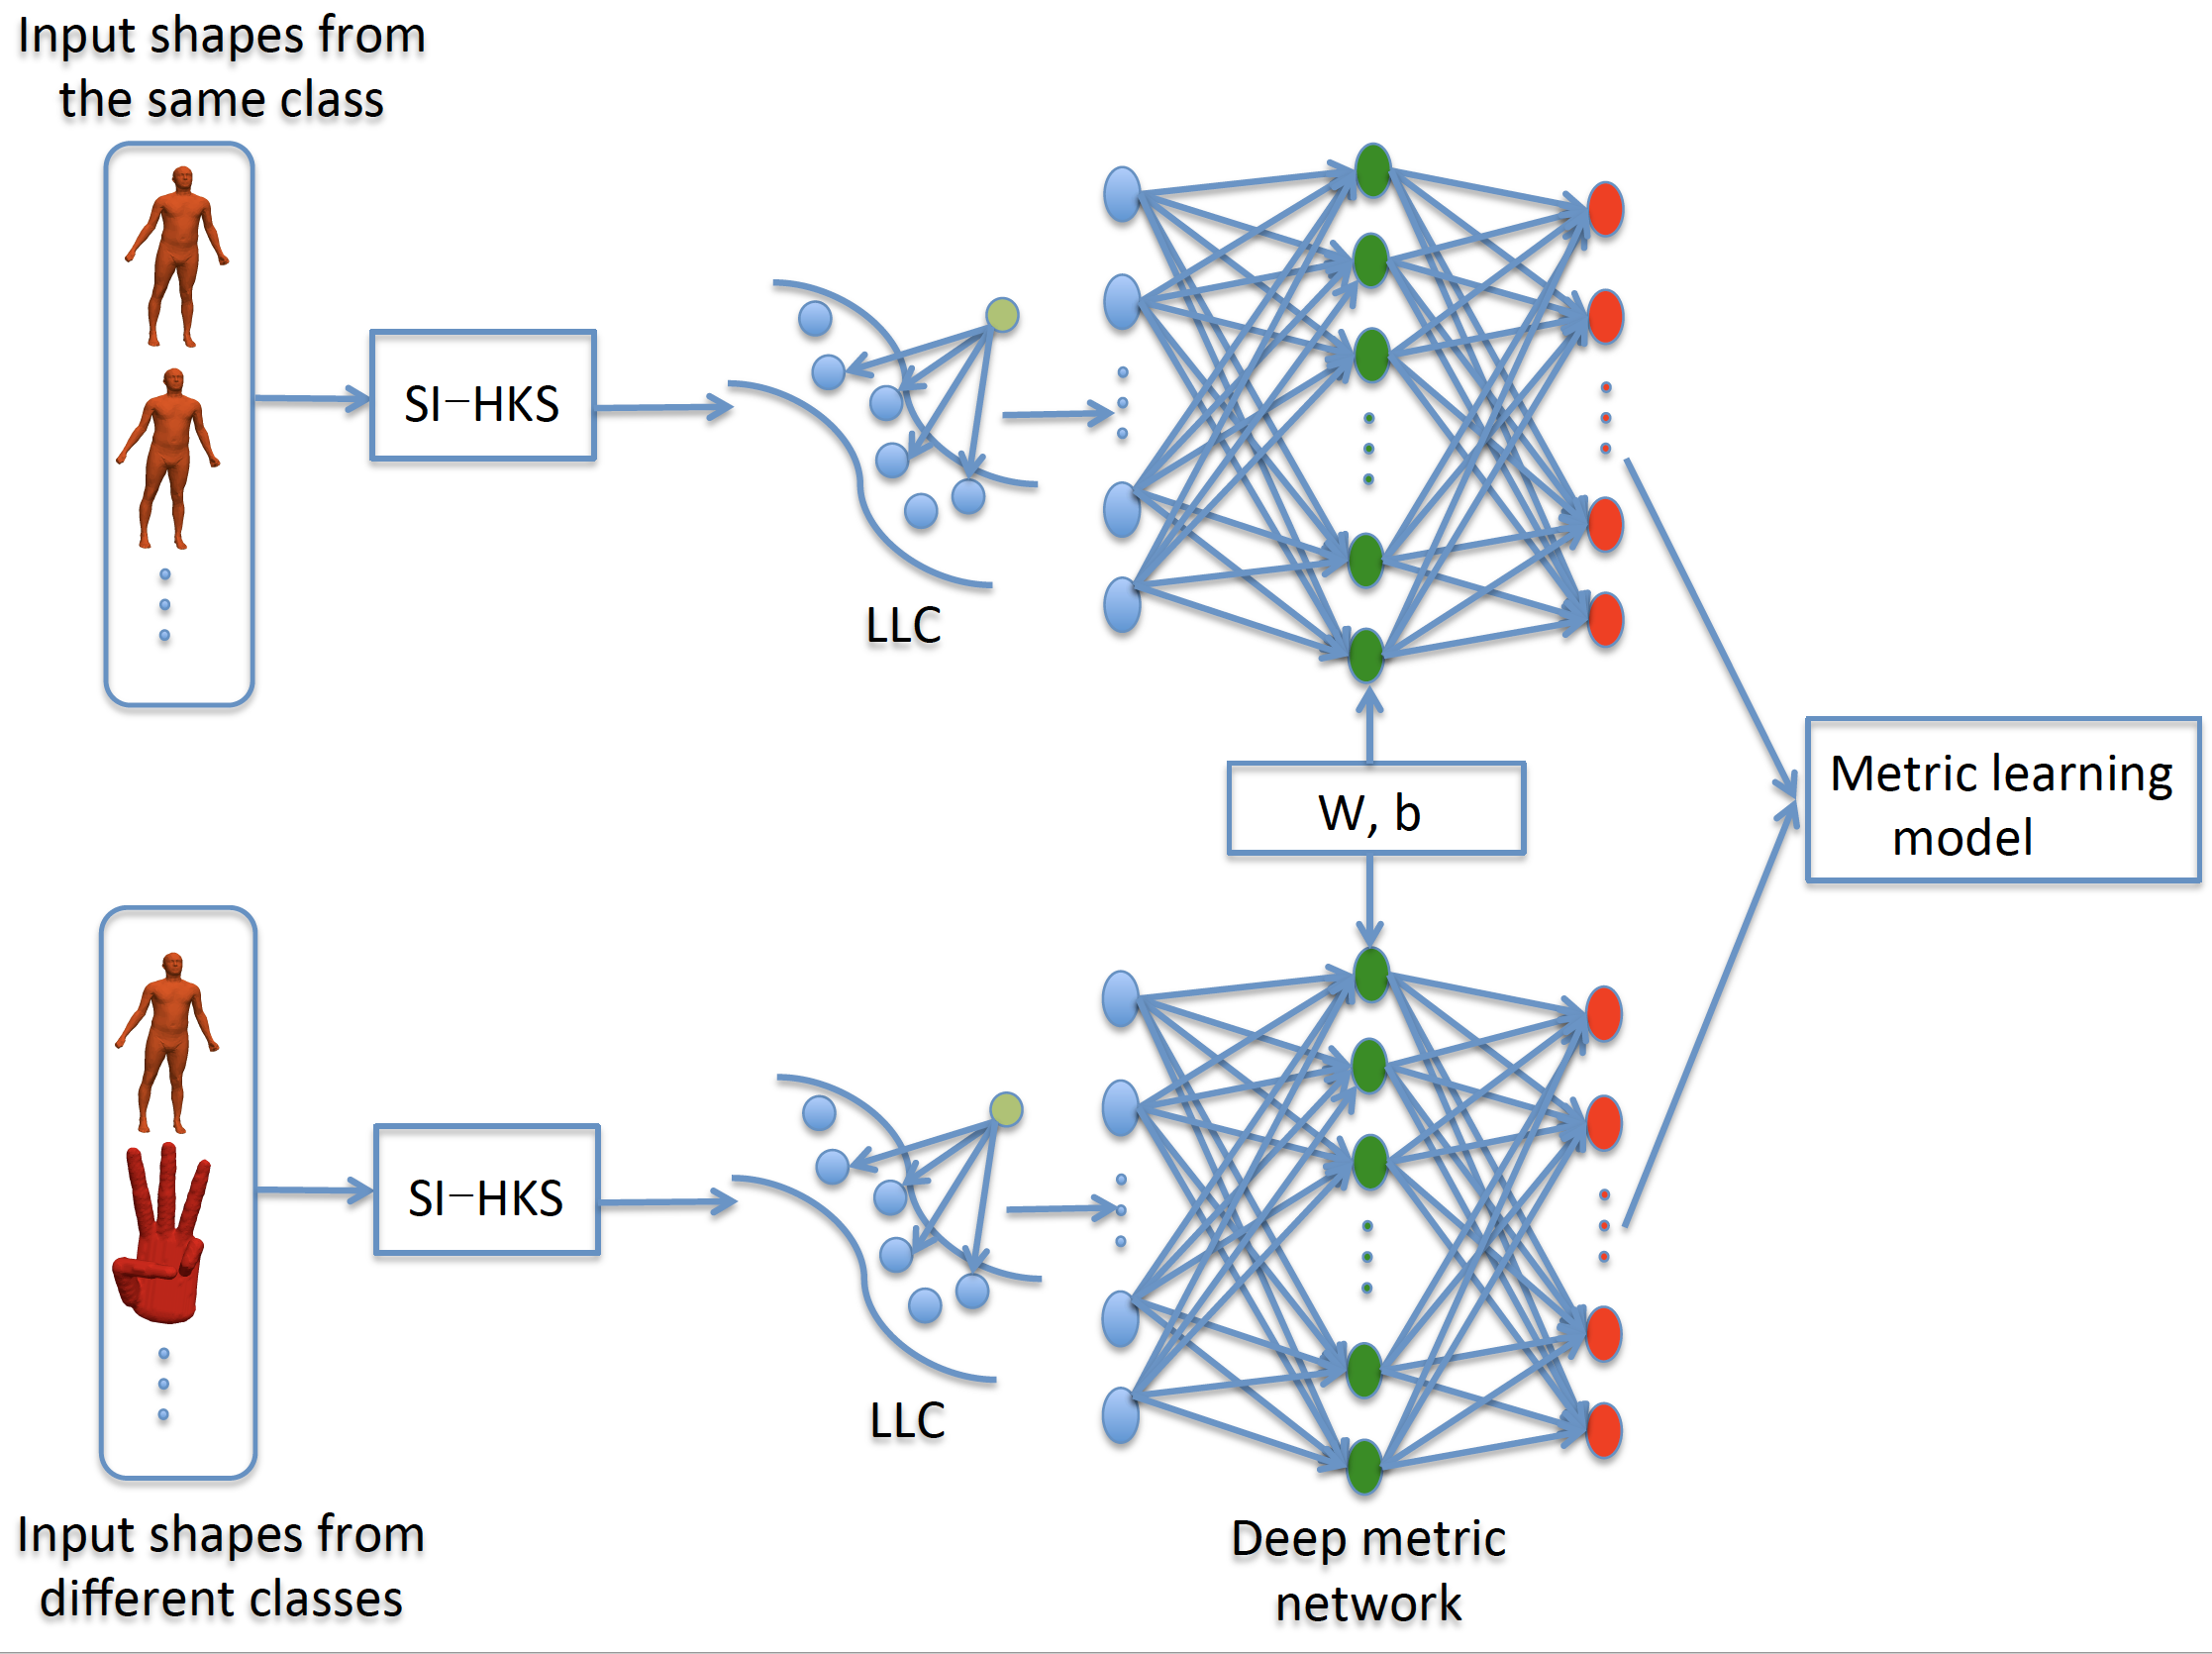 Input shapes from
the same class
SI–HKS
LLC
W, b
Metric learning
model
SI–HKS
LLC
Input shapes from
different classes
Deep metric
network